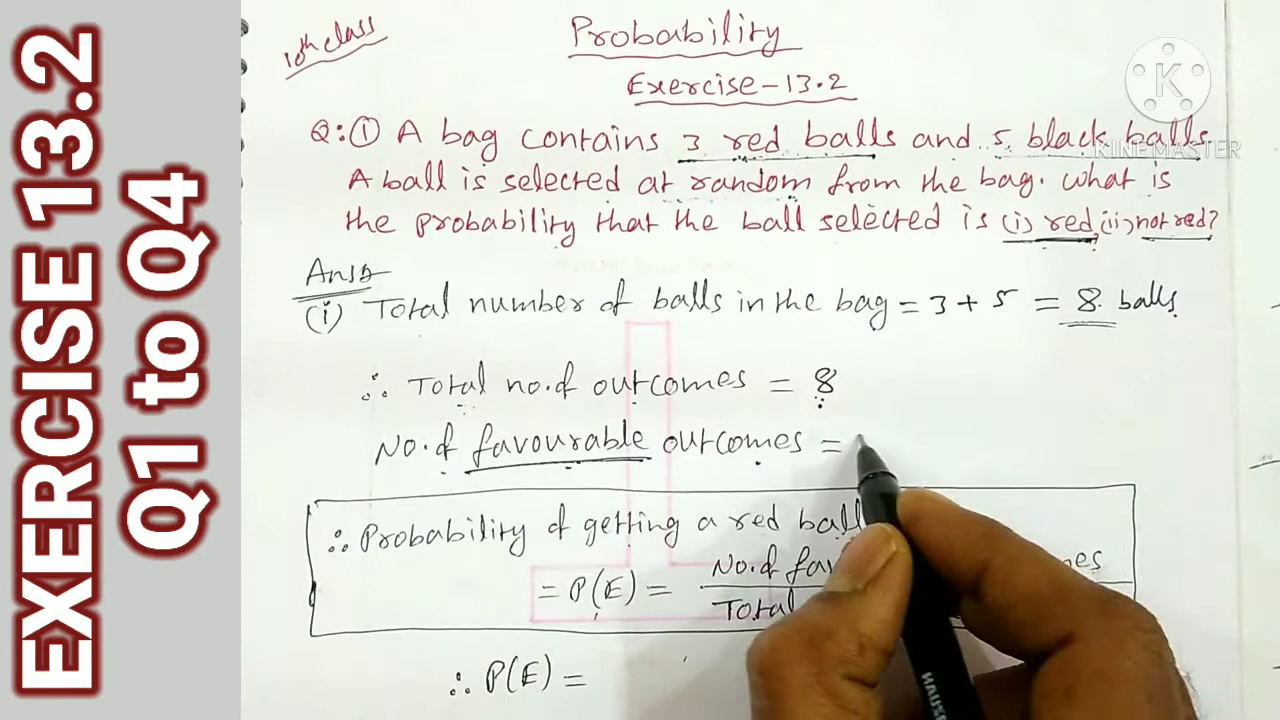 EXERCISE 13.2
Q1 to Q4
10th class
Probability
Exercise-13.2
K
KINEMASTER
Q:① A bag contains 3 red balls and 5 black balls.
A ball is selected at random from the bag. What is
the probability that the ball selected is (i) red, (ii) not red?
Ans:
(i) Total number of balls in the bag = 3 + 5 = 8 balls
∴ Total no. of outcomes = 8
No. of favourable outcomes =
∴ Probability of getting a red ball
= P(E) = No. of
Total
∴ P(E) =
HAUSER